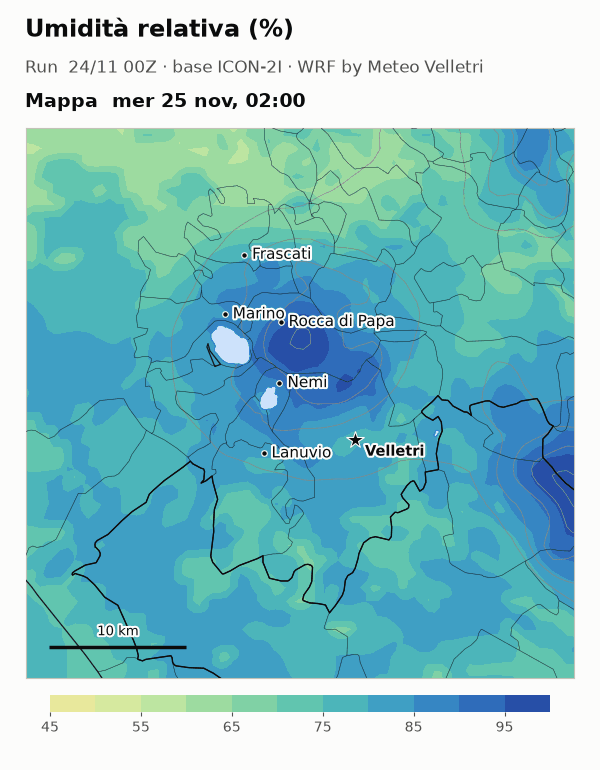 Umidità relativa (%)
Run  24/11 00Z · base ICON-2I · WRF by Meteo Velletri
Mappa  mer 25 nov, 02:00
Frascati
Marino
Rocca di Papa
Nemi
Velletri
Lanuvio
10 km
45 55 65 75 85 95